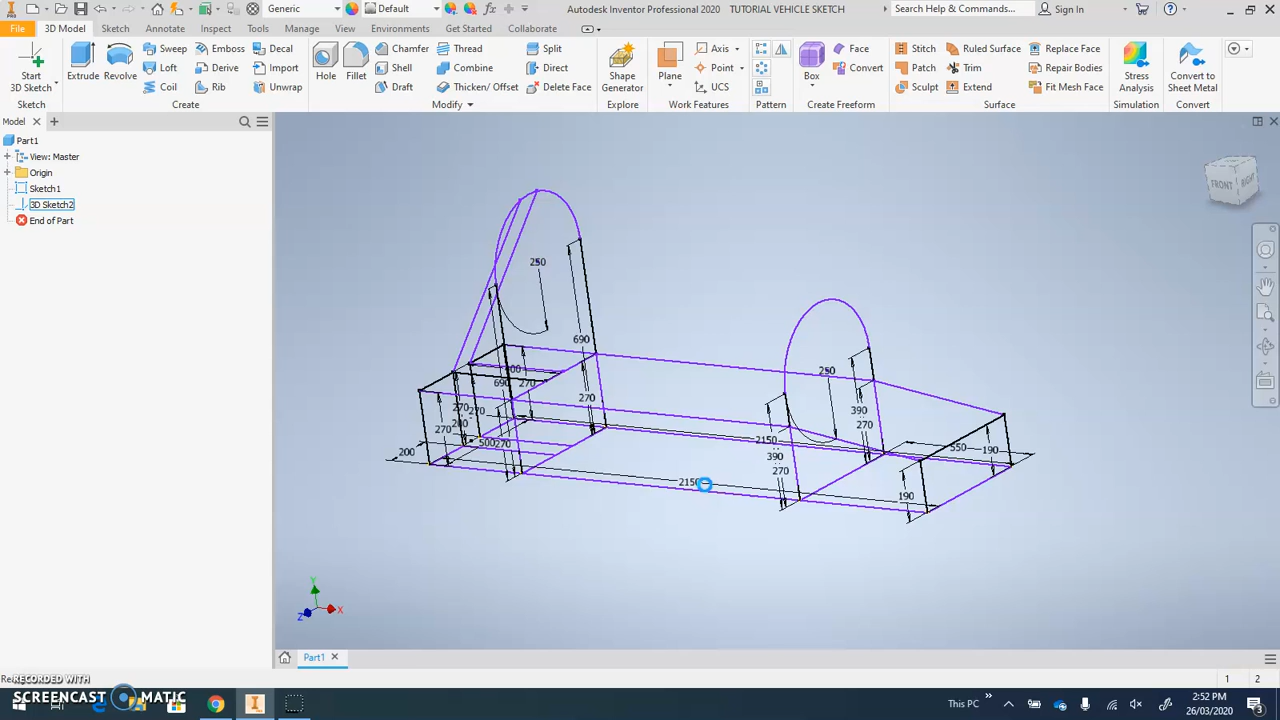 Generic
Default
Autodesk Inventor Professional 2020   TUTORIAL VEHICLE SKETCH
Search Help & Commands...
Sign In
File
3D Model
Sketch
Annotate
Inspect
Tools
Manage
View
Environments
Get Started
Collaborate
Start
3D Sketch
Extrude
Revolve
Sweep
Loft
Coil
Emboss
Derive
Rib
Decal
Import
Unwrap
Hole
Fillet
Chamfer
Shell
Draft
Thread
Combine
Thicken/ Offset
Split
Direct
Delete Face
Shape
Generator
Plane
Axis
Point
UCS
Box
Face
Convert
Stitch
Patch
Sculpt
Ruled Surface
Trim
Extend
Replace Face
Repair Bodies
Fit Mesh Face
Stress
Analysis
Convert to
Sheet Metal
Sketch
Create
Modify
Explore
Work Features
Pattern
Create Freeform
Surface
Simulation
Convert
Model
Part1
View: Master
Origin
Sketch1
3D Sketch2
End of Part
FRONT
RIGHT
250
690
690
270
270
270
270
200
270
500
270
200
2150
2150
250
390
270
390
270
550
190
190
Y
X
Z
Part1
1
2
RECORDED WITH
SCREENCAST MATIC
This PC
2:52 PM
26/03/2020
3